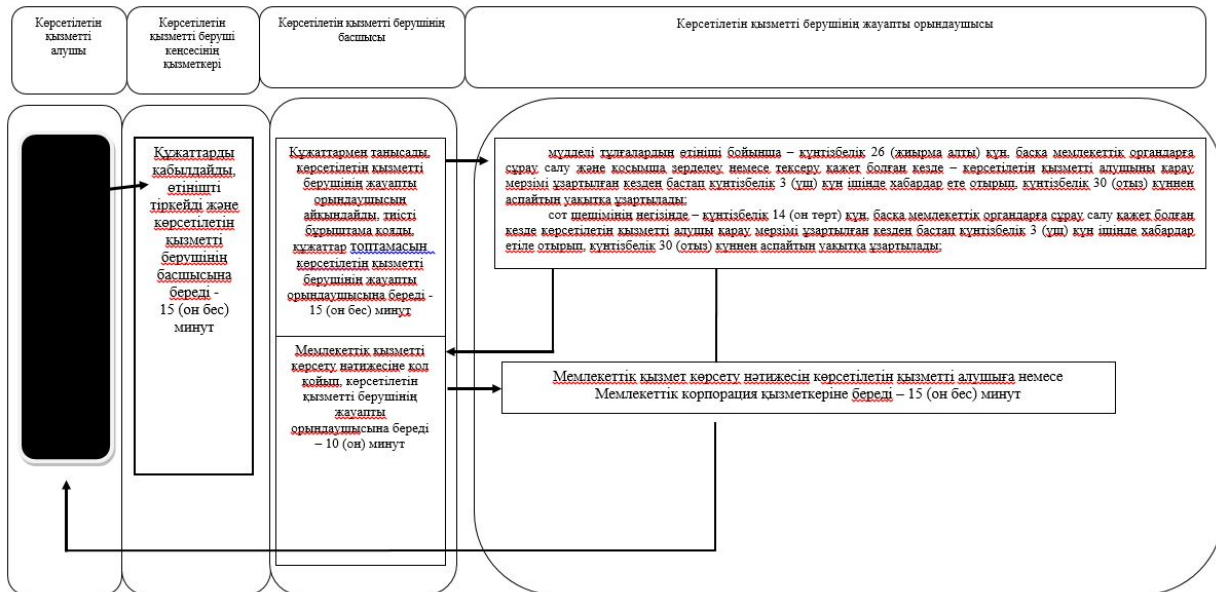 Көрсетілетін
қызметті
алушы
Көрсетілетін
қызметті беруші
кеңсесінің
қызметкері
Көрсетілетін қызметті берушінің
басшысы
Көрсетілетін қызметті берушінің жауапты орындаушысы
Құжаттарды
қабылдайды,
өтінішті
тіркейді және
көрсетілетін
қызметті
берушінің
басшысына
береді -
15 (он бес)
минут
Құжаттармен танысады,
көрсетілетін қызметті
берушінің жауапты
орындаушысын
айқындайды, тиісті
бұрыштама қояды,
құжаттар топтамасын
көрсетілетін қызметті
берушінің жауапты
орындаушысына береді -
15 (он бес) минут
мүдделі тұлғалардың өтініші бойынша – күнтізбелік 26 (жиырма алты) күн, басқа мемлекеттік органдарға
сұрау салу және қосымша зерделеу немесе тексеру қажет болған кезде – көрсетілетін қызметті алушыны қарау
мерзімі ұзартылған кезден бастап күнтізбелік 3 (үш) күн ішінде хабардар ете отырып, күнтізбелік 30 (отыз) күннен
аспайтын уақытқа ұзартылады;
сот шешімінің негізінде – күнтізбелік 14 (он төрт) күн, басқа мемлекеттік органдарға сұрау салу қажет болған
кезде көрсетілетін қызметті алушы қарау мерзімі ұзартылған кезден бастап күнтізбелік 3 (үш) күн ішінде хабардар
етіле отырып, күнтізбелік 30 (отыз) күннен аспайтын уақытқа ұзартылады;
Мемлекеттік қызметті
көрсету нәтижесіне қол
қойып, көрсетілетін
қызметті берушінің
жауапты
орындаушысына береді
– 10 (он) минут
Мемлекеттік қызмет көрсету нәтижесін көрсетілетін қызметті алушыға немесе
Мемлекеттік корпорация қызметкеріне береді – 15 (он бес) минут